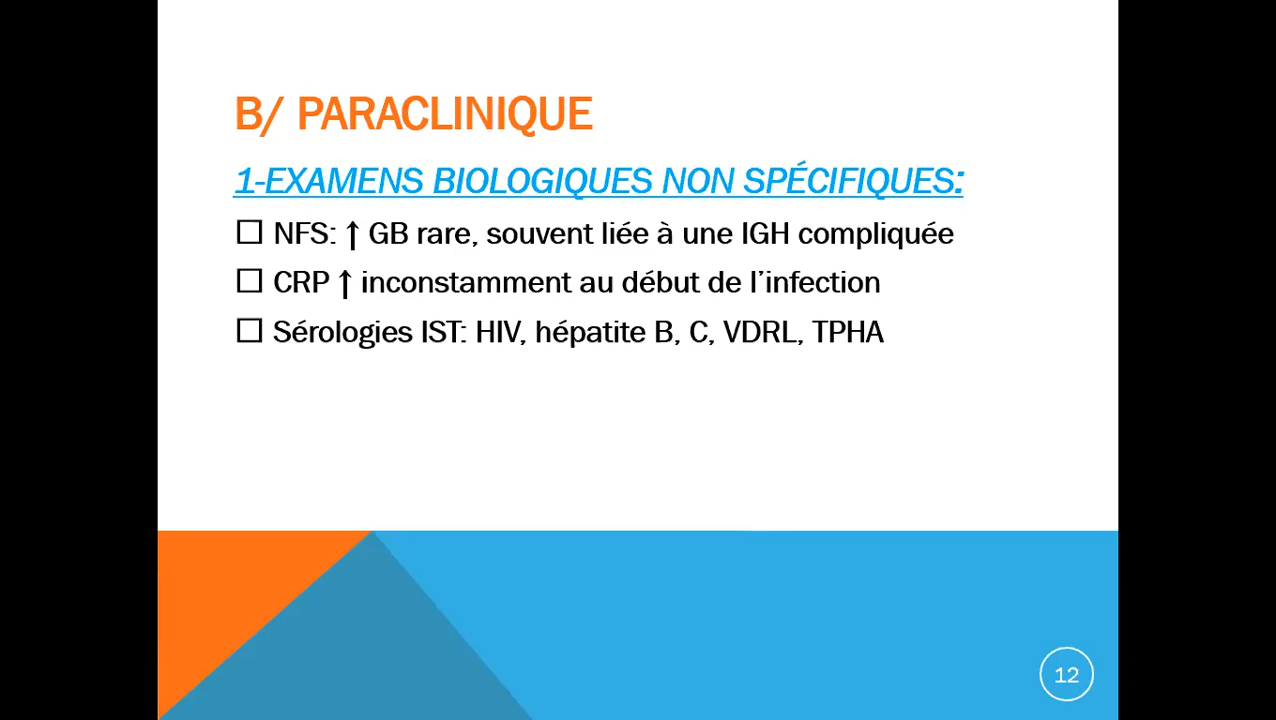 B/ PARACLINIQUE
1-EXAMENS BIOLOGIQUES NON SPÉCIFIQUES:
☐ NFS: ↑ GB rare, souvent liée à une IGH compliquée
☐ CRP ↑ inconstamment au début de l’infection
☐ Sérologies IST: HIV, hépatite B, C, VDRL, TPHA
12